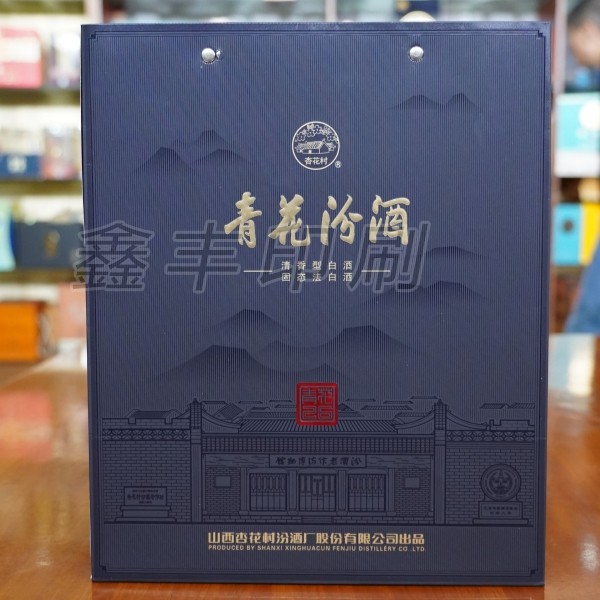 杏花村
®
青花汾酒
清香型白酒
固态法白酒
鑫丰印刷
青花
山西杏花村汾酒厂股份有限公司出品
PRODUCED BY SHANXI XINGHUACUN FENJIU DISTILLERY CO.,LTD.